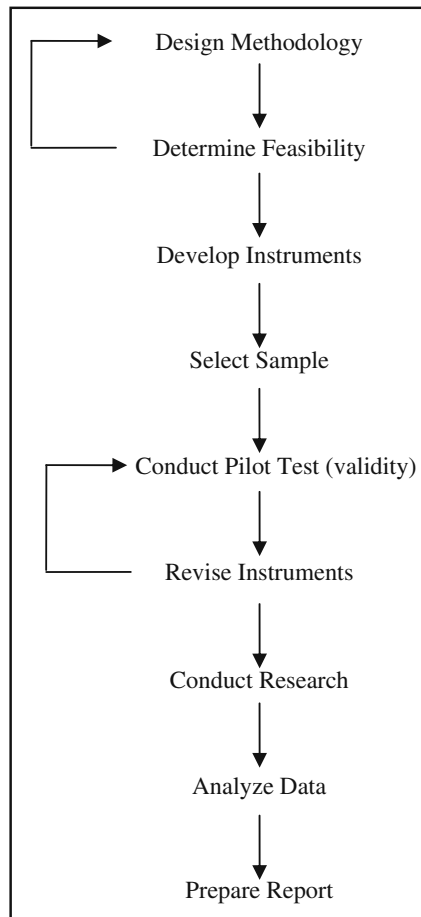 Design Methodology
Determine Feasibility
Develop Instruments
Select Sample
Conduct Pilot Test (validity)
Revise Instruments
Conduct Research
Analyze Data
Prepare Report